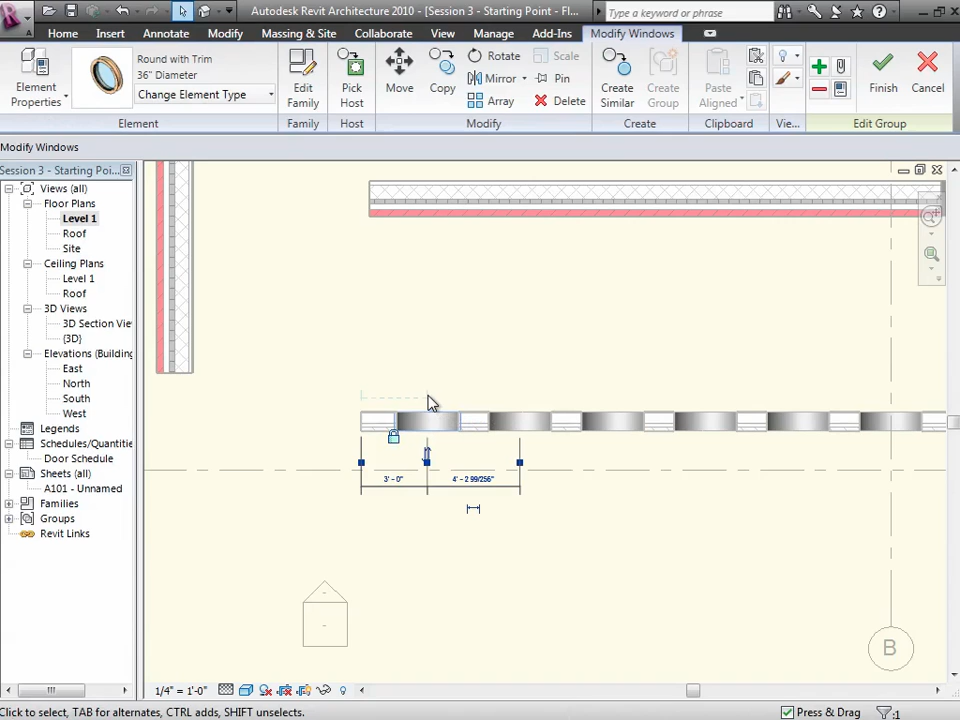 Autodesk Revit Architecture 2010 - [Session 3 - Starting Point - Fl...
Type a keyword or phrase
Home
Insert
Annotate
Modify
Massing & Site
Collaborate
View
Manage
Add-Ins
Modify Windows
Element
Properties
Round with Trim
36" Diameter
Change Element Type
Edit
Family
Pick
Host
Move
Copy
Rotate
Mirror
Array
Scale
Pin
Delete
Create
Similar
Create
Group
Paste
Aligned
Finish
Cancel
Element
Family
Host
Modify
Create
Clipboard
Vie...
Edit Group
Modify Windows
Session 3 - Starting Poi...
Views (all)
Floor Plans
Level 1
Roof
Site
Ceiling Plans
Level 1
Roof
3D Views
3D Section Vie
{3D}
Elevations (Building
East
North
South
West
Legends
Schedules/Quantitie
Door Schedule
Sheets (all)
A101 - Unnamed
Families
Groups
Revit Links
3' - 0"
4' - 2 99/256"
B
1/4" = 1'-0"
Click to select, TAB for alternates, CTRL adds, SHIFT unselects.
Press & Drag
:1